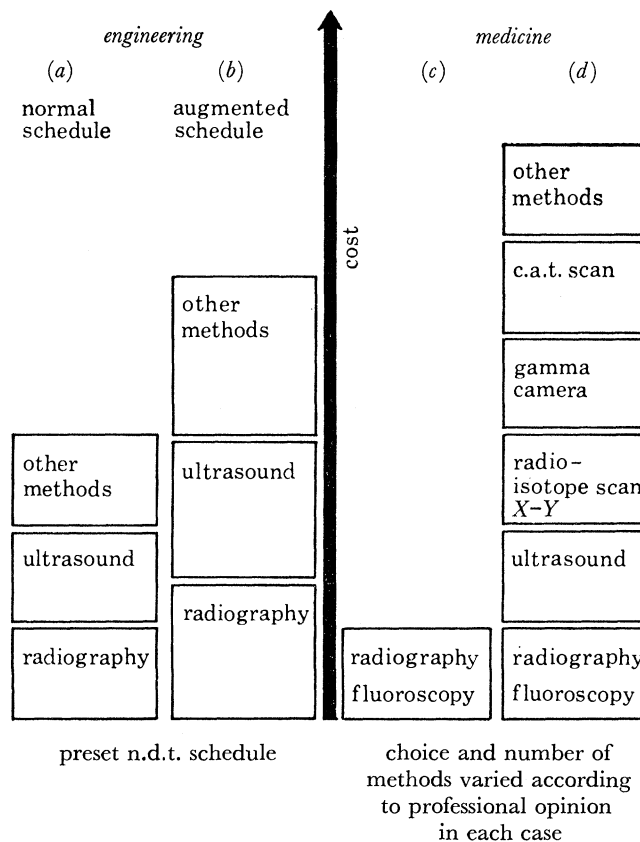 engineering
medicine
(a)
(b)
(c)
(d)
normal
schedule
augmented
schedule
cost
other
methods
ultrasound
radiography
other
methods
ultrasound
radiography
radiography
fluoroscopy
other
methods
c.a.t. scan
gamma
camera
radio-
isotope scan
X–Y
ultrasound
radiography
fluoroscopy
preset n.d.t. schedule
choice and number of
methods varied according
to professional opinion
in each case